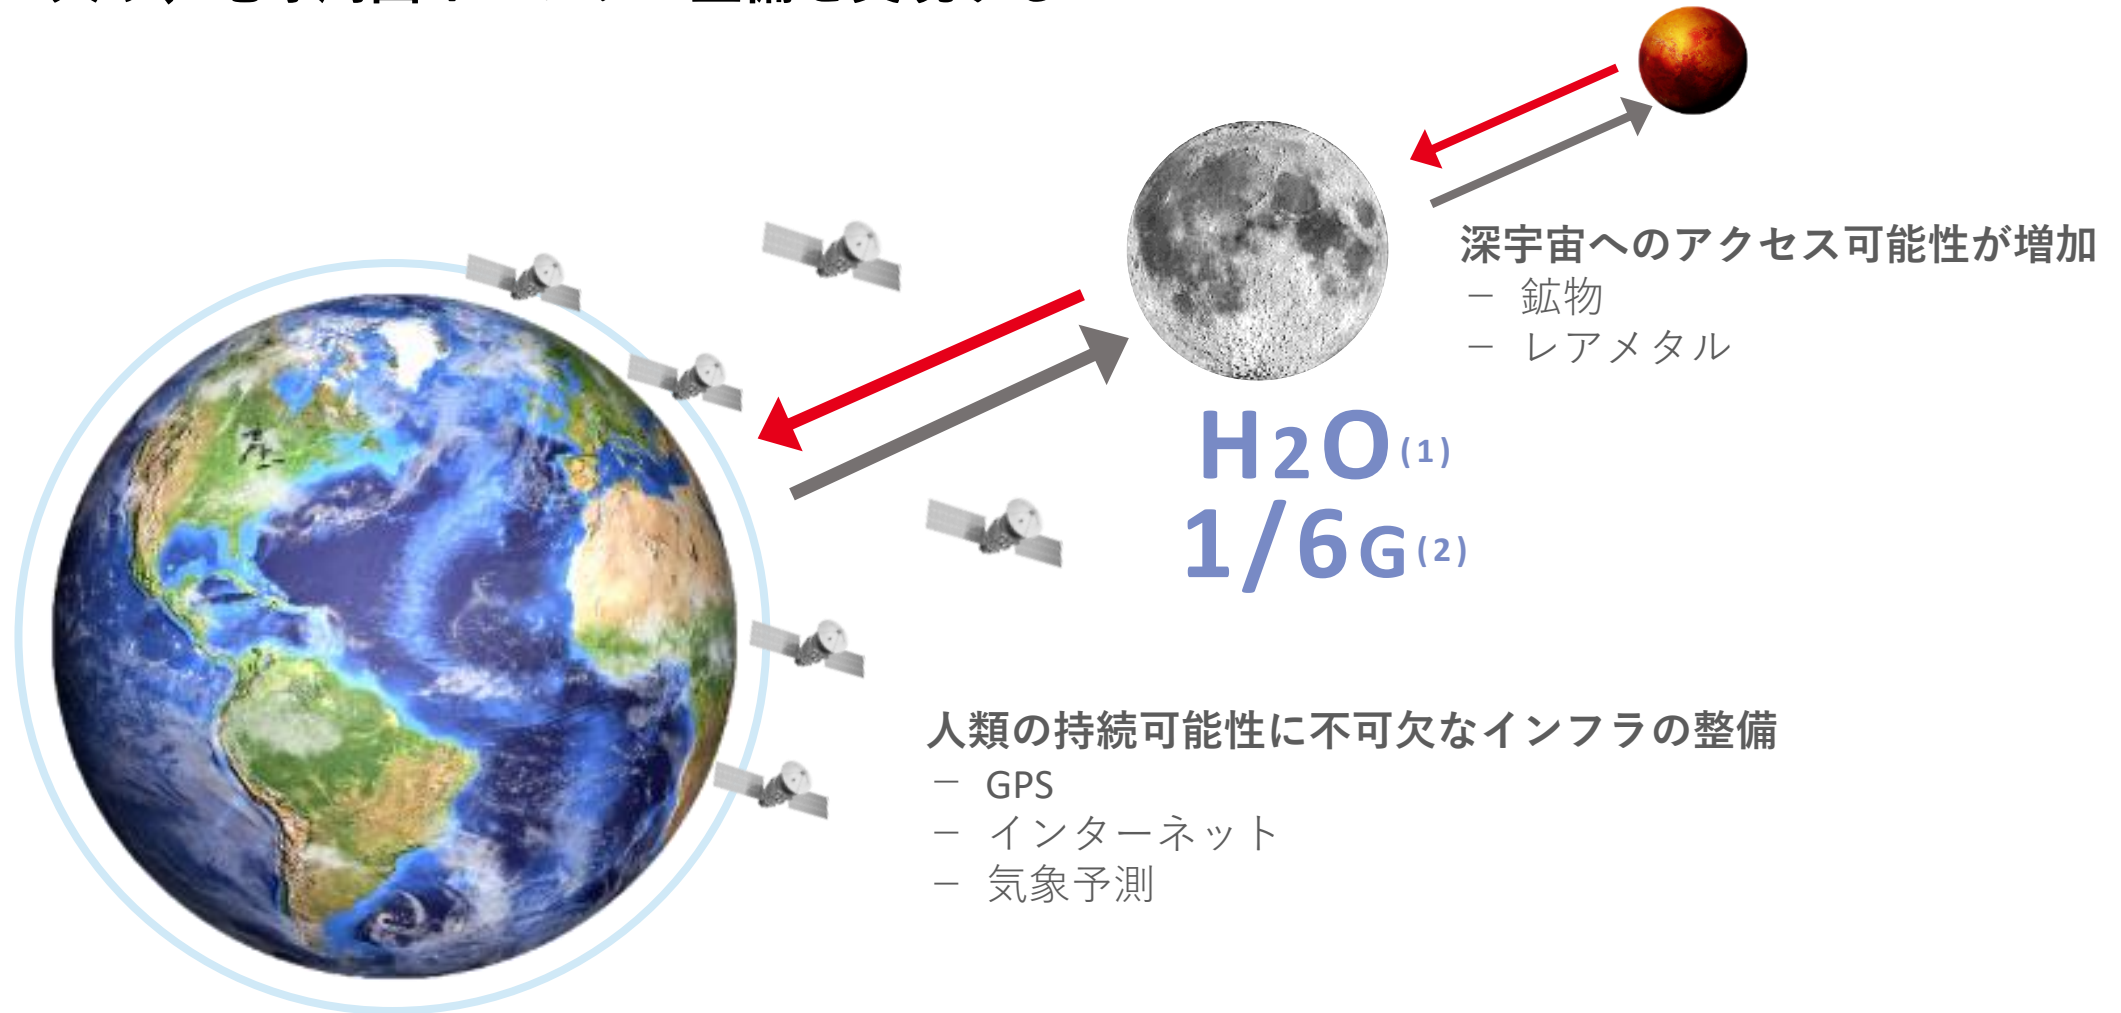 深宇宙へのアクセス可能性が増加
– 鉱物
– レアメタル
H2O(1)
1/6G(2)
人類の持続可能性に不可欠なインフラの整備
– GPS
– インターネット
– 気象予測